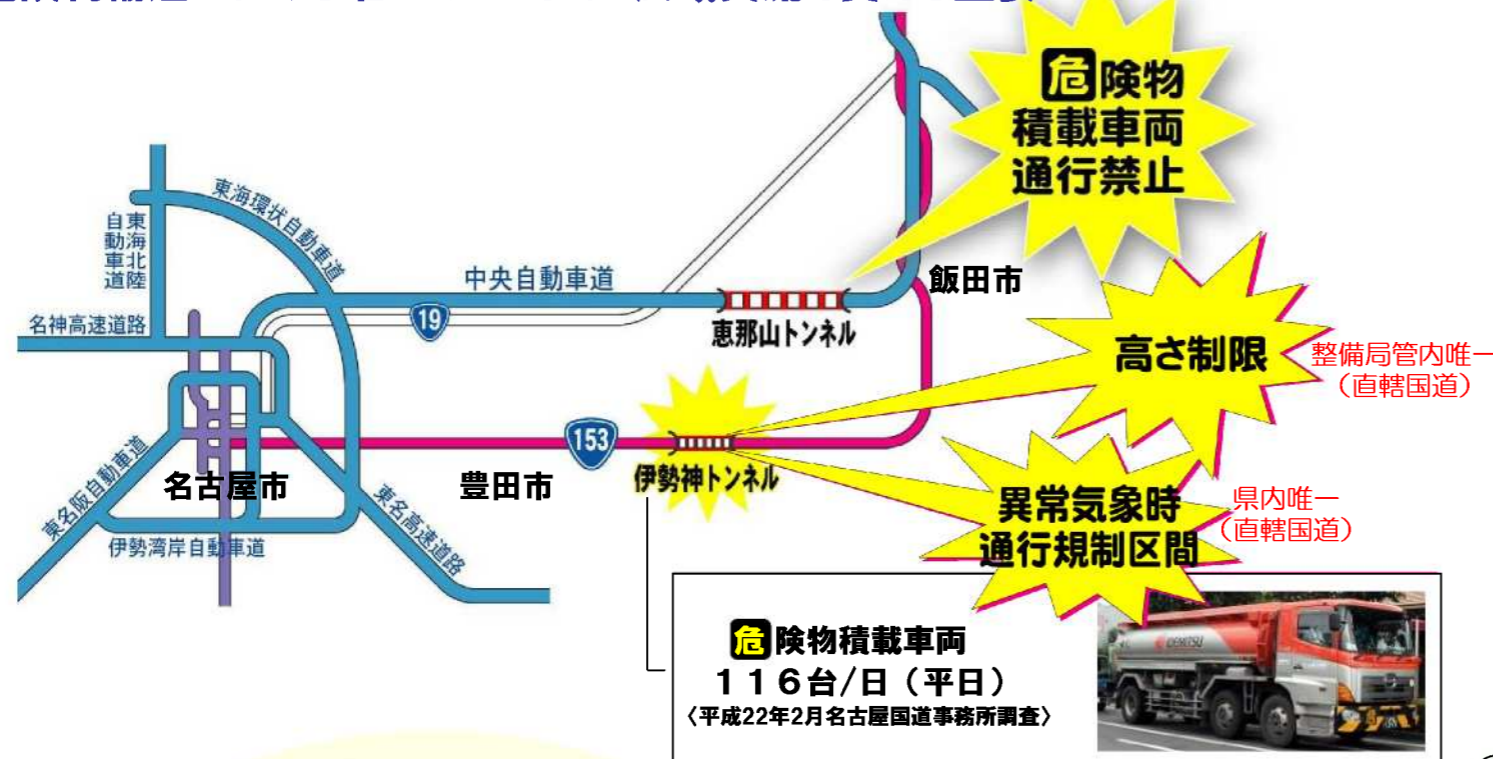 危険物
積載車両
通行禁止
東海環状自動車道
東海北陸
自動車道
中央自動車道
飯田市
名神高速道路
19
恵那山トンネル
高さ制限
整備局管内唯一
（直轄国道）
153
名古屋市
豊田市
伊勢神トンネル
東名阪自動車道
東名高速道路
伊勢湾岸自動車道
異常気象時
通行規制区間
県内唯一
（直轄国道）
危険物積載車両
１１６台/日（平日）
〈平成22年2月名古屋国道事務所調査〉
IDEMITSU